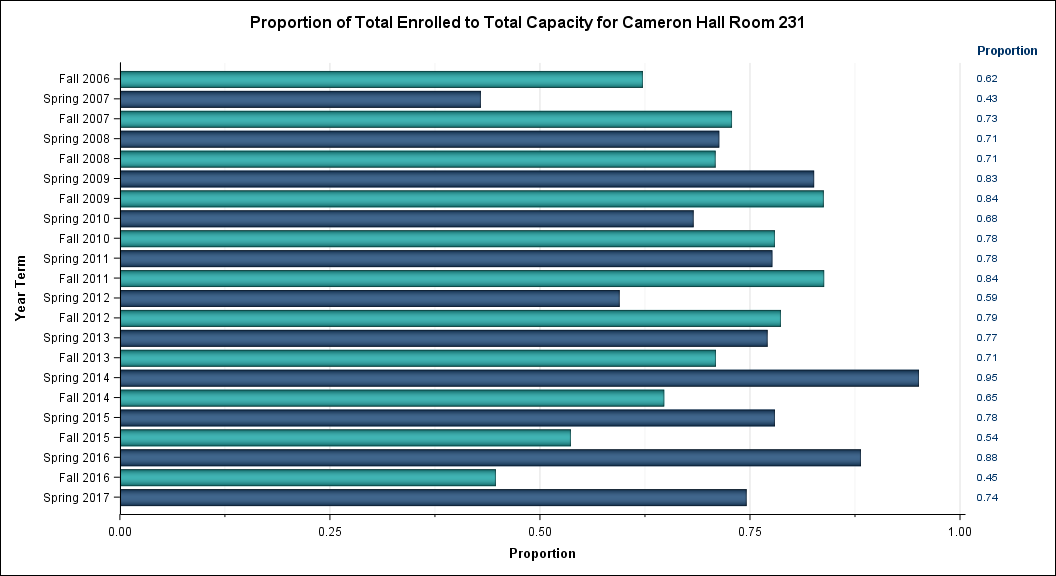 Proportion of Total Enrolled to Total Capacity for Cameron Hall Room 231
Proportion
Fall 2006 0.62
Spring 2007 0.43
Fall 2007 0.73
Spring 2008 0.71
Fall 2008 0.71
Spring 2009 0.83
Fall 2009 0.84
Spring 2010 0.68
Fall 2010 0.78
Spring 2011 0.78
Fall 2011 0.84
Spring 2012 0.59
Fall 2012 0.79
Spring 2013 0.77
Fall 2013 0.71
Spring 2014 0.95
Fall 2014 0.65
Spring 2015 0.78
Fall 2015 0.54
Spring 2016 0.88
Fall 2016 0.45
Spring 2017 0.74
Year Term
0.00 0.25 0.50 0.75 1.00
Proportion